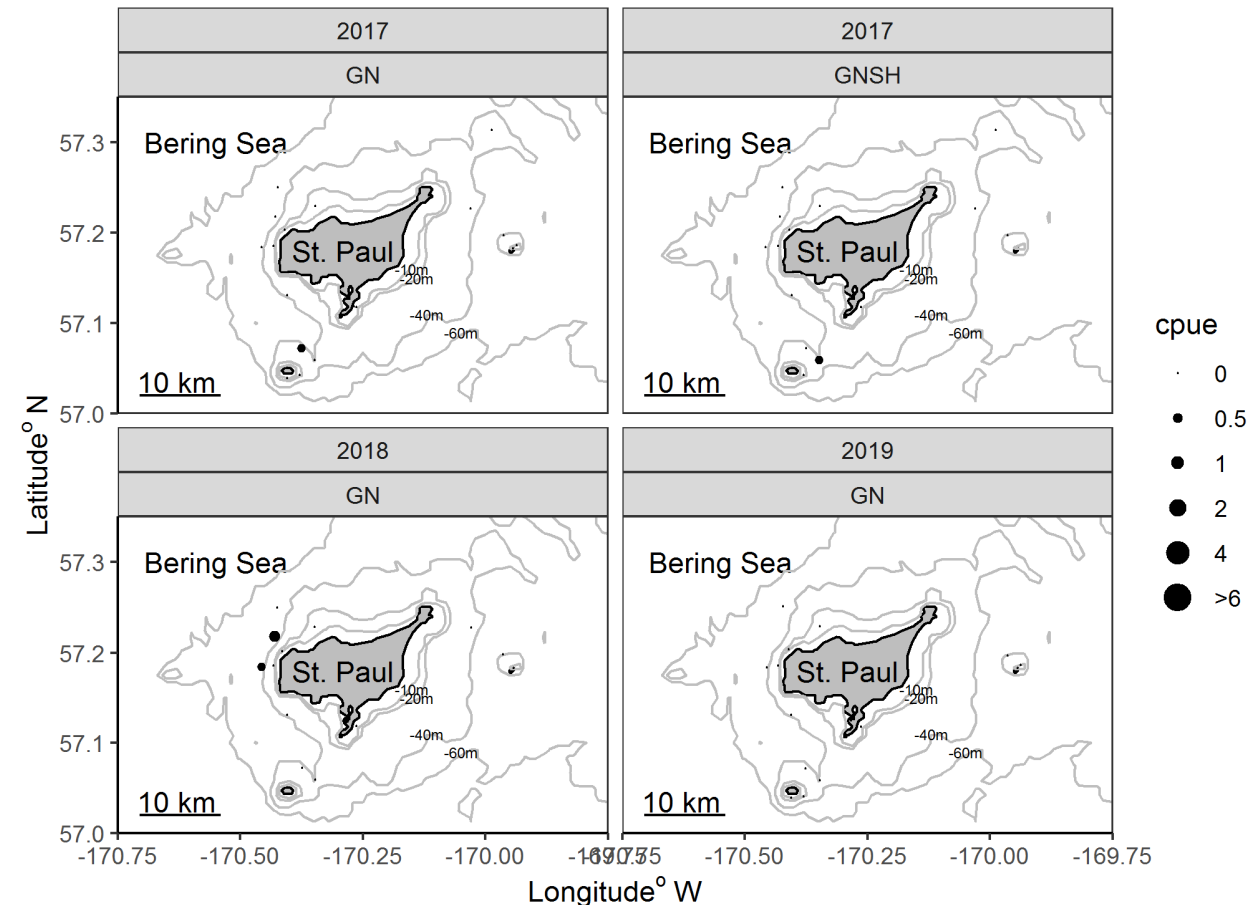 2017
2017
GN
GNSH
57.3
Bering Sea
Bering Sea
57.2
St. Paul
St. Paul
-10m
-20m
-10m
-20m
57.1
-40m
-60m
-40m
-60m
10 km
10 km
57.0
2018
2019
GN
GN
57.3
Bering Sea
Bering Sea
57.2
St. Paul
St. Paul
-10m
-20m
-10m
-20m
57.1
-40m
-60m
-40m
-60m
10 km
10 km
57.0
-170.75
-170.50
-170.25
-170.00
-169.75
-170.75
-170.50
-170.25
-170.00
-169.75
Longitude° W
Latitude° N
cpue
0
0.5
1
2
4
>6